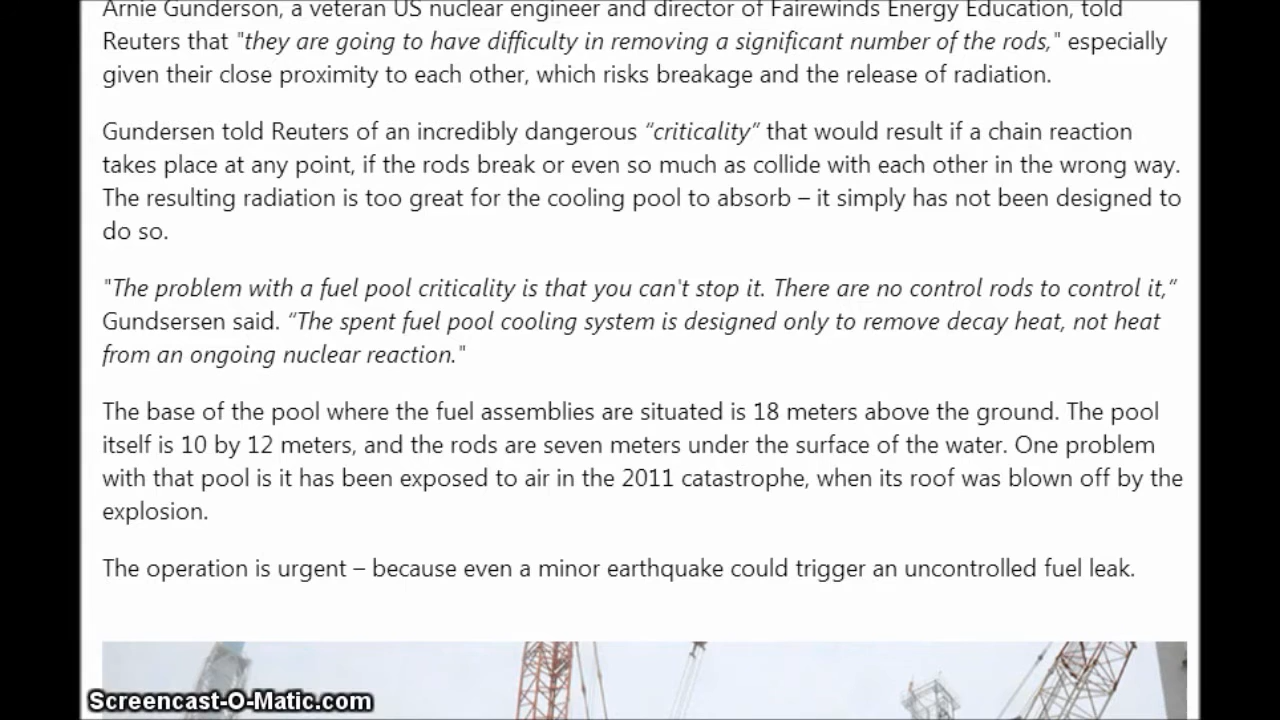 Arnie Gunderson, a veteran US nuclear engineer and director of Fairewinds Energy Education, told
Reuters that "they are going to have difficulty in removing a significant number of the rods," especially
given their close proximity to each other, which risks breakage and the release of radiation.
Gundersen told Reuters of an incredibly dangerous “criticality” that would result if a chain reaction
takes place at any point, if the rods break or even so much as collide with each other in the wrong way.
The resulting radiation is too great for the cooling pool to absorb – it simply has not been designed to
do so.
"The problem with a fuel pool criticality is that you can't stop it. There are no control rods to control it,”
Gundsersen said. “The spent fuel pool cooling system is designed only to remove decay heat, not heat
from an ongoing nuclear reaction."
The base of the pool where the fuel assemblies are situated is 18 meters above the ground. The pool
itself is 10 by 12 meters, and the rods are seven meters under the surface of the water. One problem
with that pool is it has been exposed to air in the 2011 catastrophe, when its roof was blown off by the
explosion.
The operation is urgent – because even a minor earthquake could trigger an uncontrolled fuel leak.
Screencast-O-Matic.com